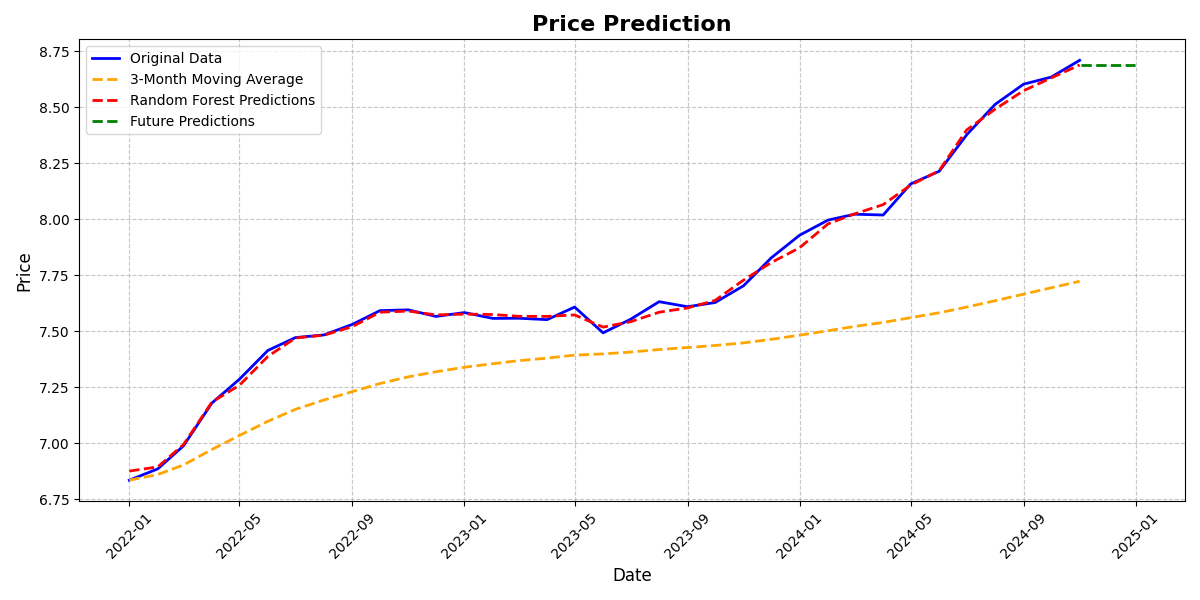 Price Prediction
Original Data
3-Month Moving Average
Random Forest Predictions
Future Predictions
Price
8.75
8.50
8.25
8.00
7.75
7.50
7.25
7.00
6.75
2022-01
2022-05
2022-09
2023-01
2023-05
2023-09
2024-01
2024-05
2024-09
2025-01
Date